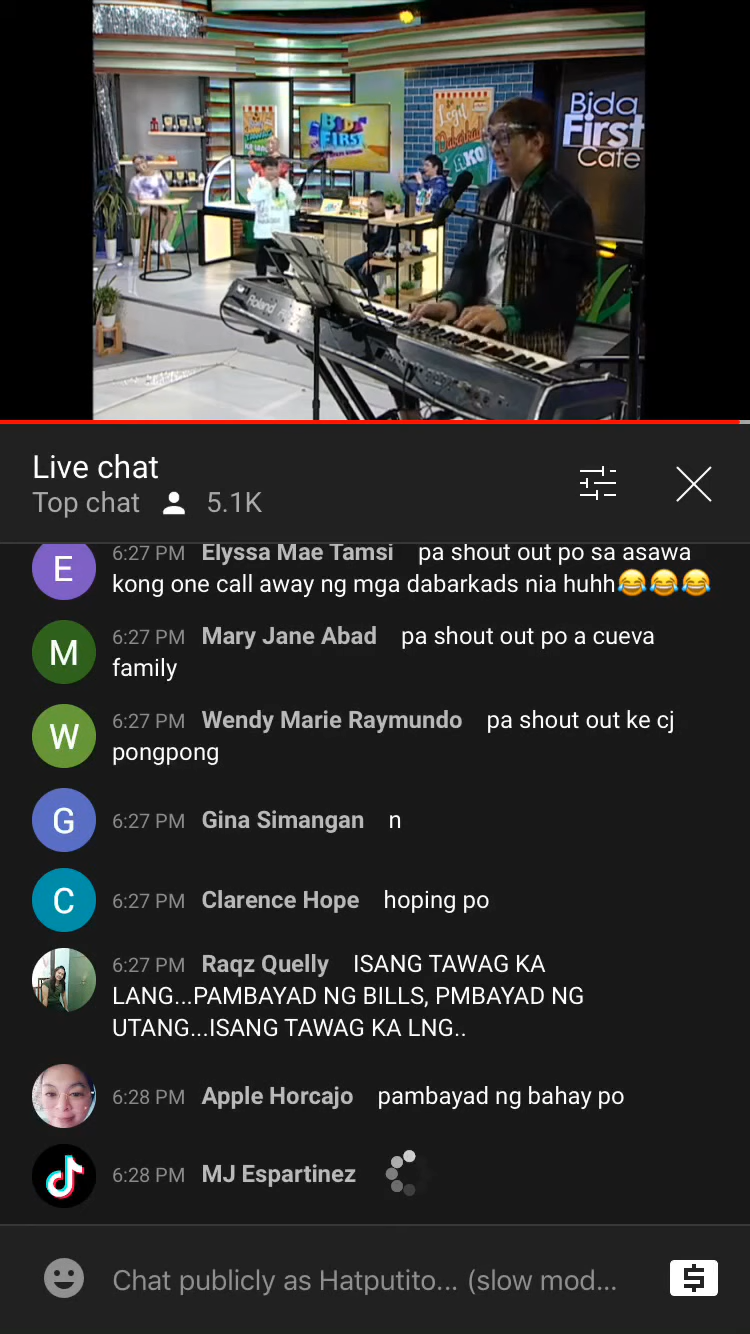 BIDA
FIRST
Legit
Dabarkads
AKO
Bida
First
Cafe
Roland
Live chat
Top chat 5.1K
6:27 PM Elyssa Mae Tamsi pa shout out po sa asawa
kong one call away ng mga dabarkads nia huhh😂😂😂
6:27 PM Mary Jane Abad pa shout out po a cueva
family
6:27 PM Wendy Marie Raymundo pa shout out ke cj
pongpong
6:27 PM Gina Simangan n
6:27 PM Clarence Hope hoping po
6:27 PM Raqz Quelly ISANG TAWAG KA
LANG...PAMBAYAD NG BILLS, PMBAYAD NG
UTANG...ISANG TAWAG KA LNG..
6:28 PM Apple Horcajo pambayad ng bahay po
6:28 PM MJ Espartinez
Chat publicly as Hatputito... (slow mod...